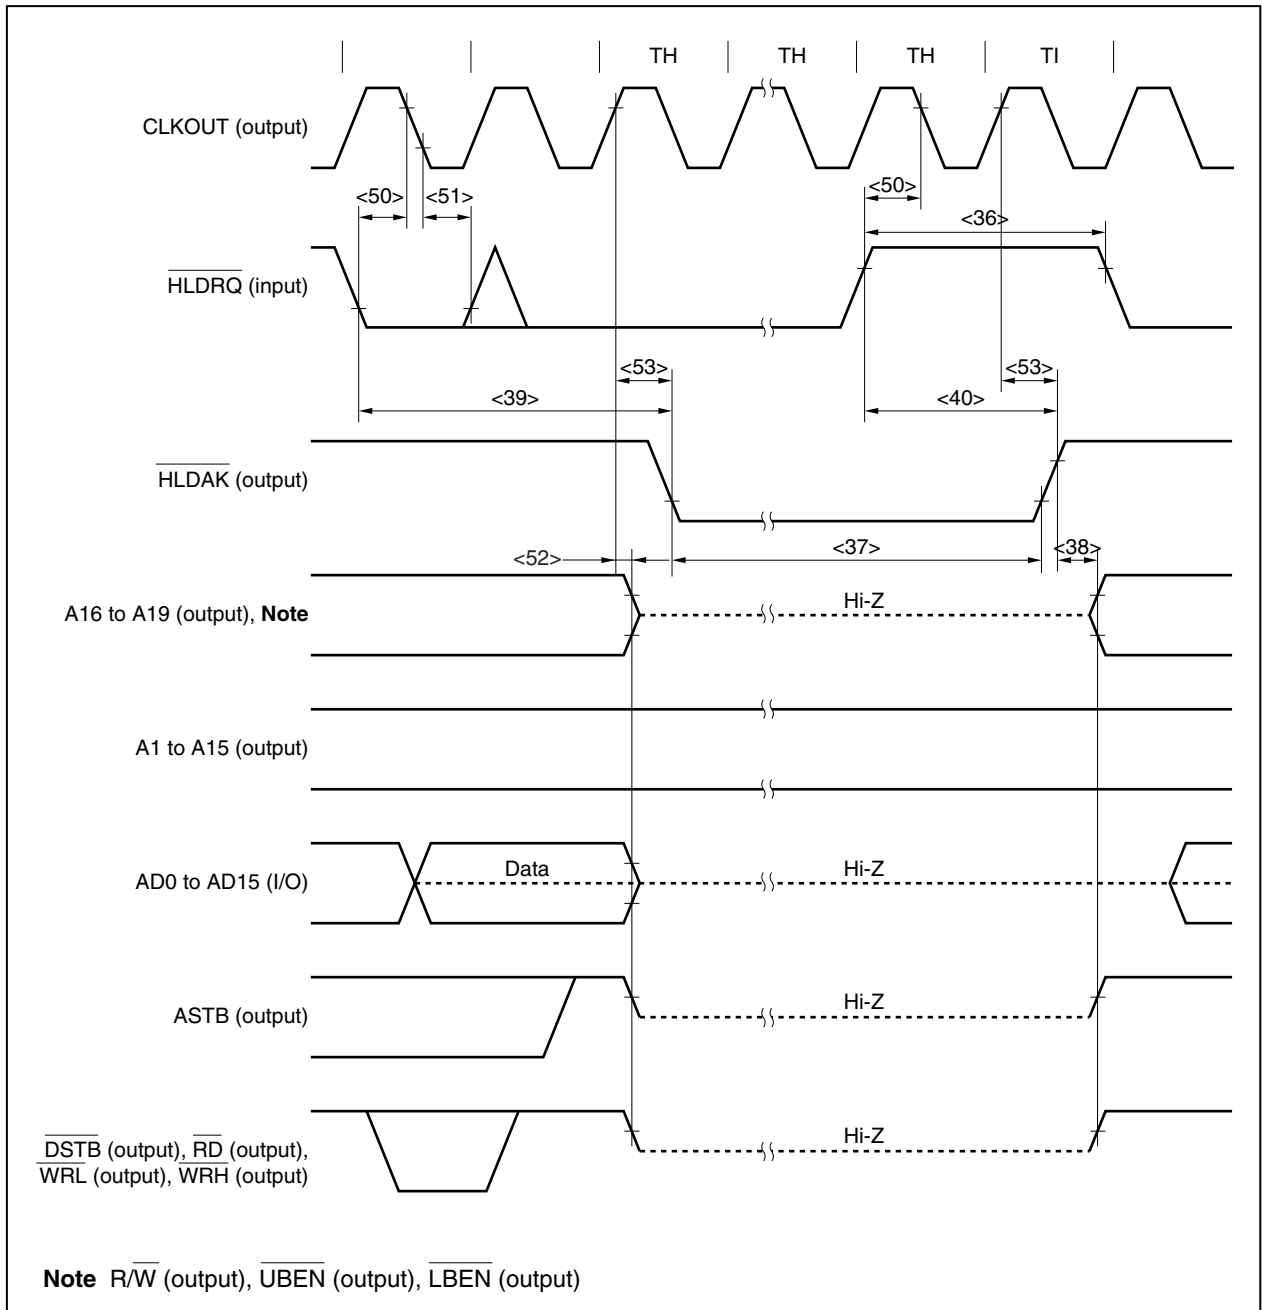 TH TH TH TI
CLKOUT (output)
<50> <51> <50>
<36>
HLDRQ (input)
<53> <53>
<39> <40>
HLDAK (output)
<52> <37> <38>
Hi-Z
A16 to A19 (output), Note
A1 to A15 (output)
Data Hi-Z
AD0 to AD15 (I/O)
Hi-Z
ASTB (output)
Hi-Z
DSTB (output), RD (output),
WRL (output), WRH (output)
Note R/W (output), UBEN (output), LBEN (output)